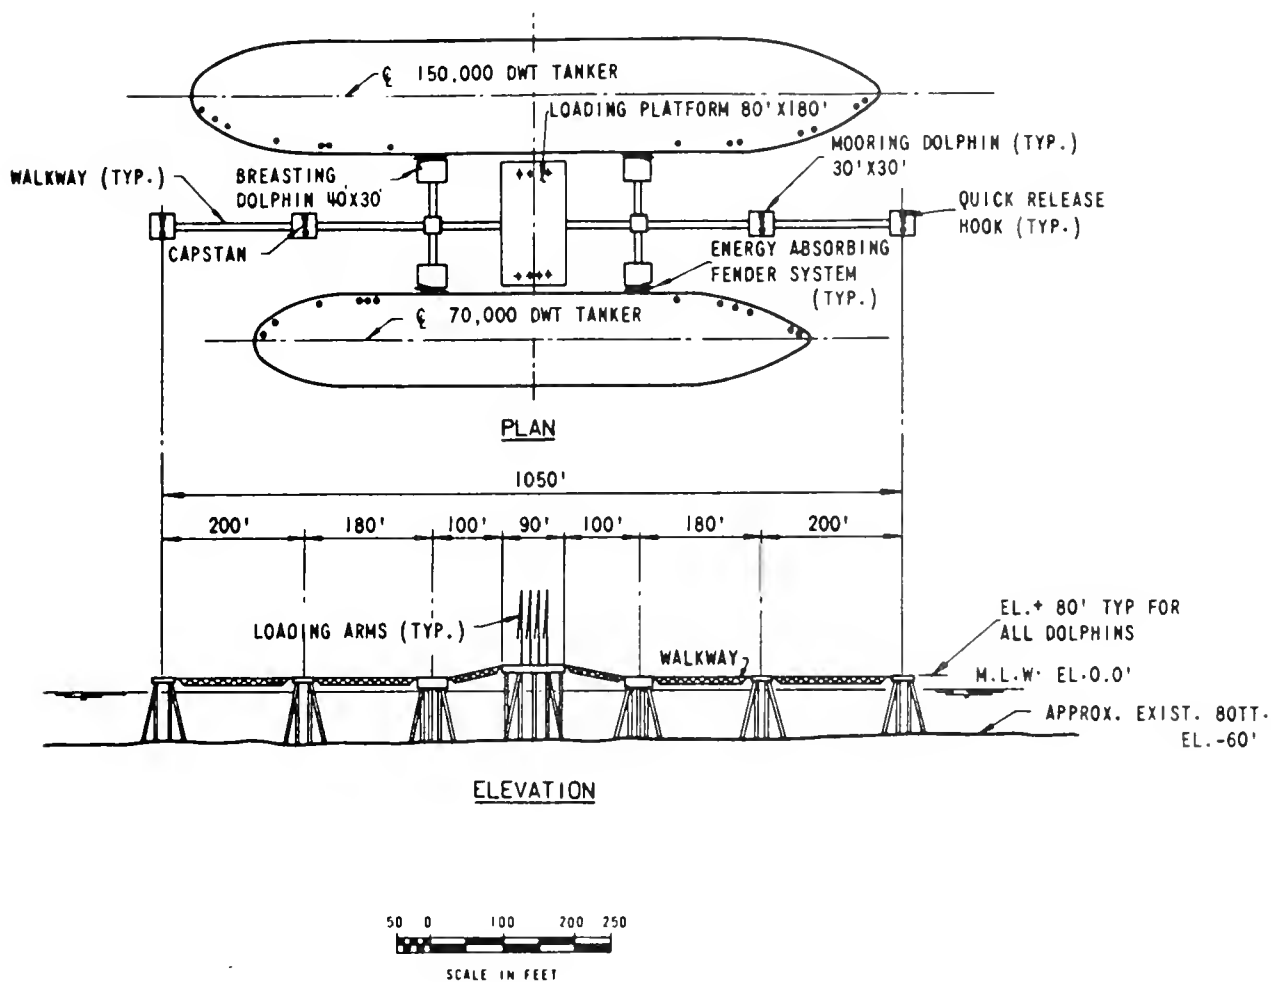 ℄ 150,000 DWT TANKER
LOADING PLATFORM 80'X180'
MOORING DOLPHIN (TYP.)
30'X30'
WALKWAY (TYP.)
BREASTING
DOLPHIN 40'X30'
QUICK RELEASE
HOOK (TYP.)
CAPSTAN
ENERGY ABSORBING
FENDER SYSTEM
(TYP.)
℄ 70,000 DWT TANKER
PLAN
1050'
200' 180' 100' 90' 100' 180' 200'
LOADING ARMS (TYP.)
WALKWAY
EL.+ 80' TYP FOR
ALL DOLPHINS
M.L.W. EL.0.0'
APPROX. EXIST. BOTT.
EL.-60'
ELEVATION
50 0 100 200 250
SCALE IN FEET